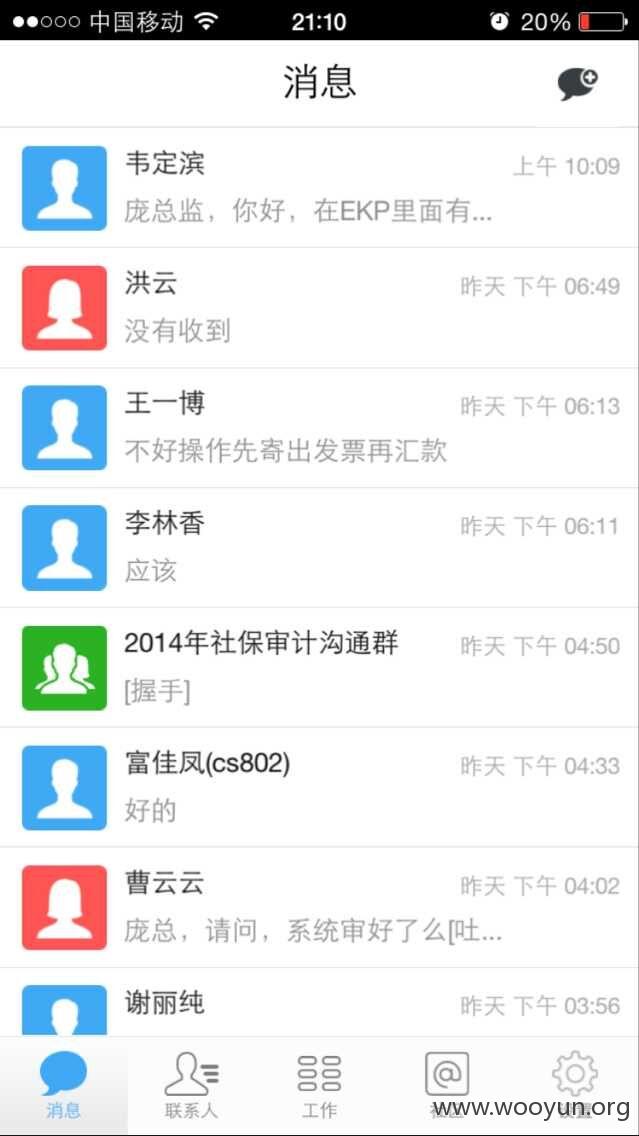 中国移动 21:10 20%
消息
韦定滨 上午 10:09
庞总监，你好，在EKP里面有...
洪云 昨天 下午 06:49
没有收到
王一博 昨天 下午 06:13
不好操作先寄出发票再汇款
李林香 昨天 下午 06:11
应该
2014年社保审计沟通群 昨天 下午 04:50
[握手]
富佳凤(cs802) 昨天 下午 04:33
好的
曹云云 昨天 下午 04:02
庞总，请问，系统审好了么[吐...
谢丽纯 昨天 下午 03:56
消息 联系人 工作
www.wooyun.org